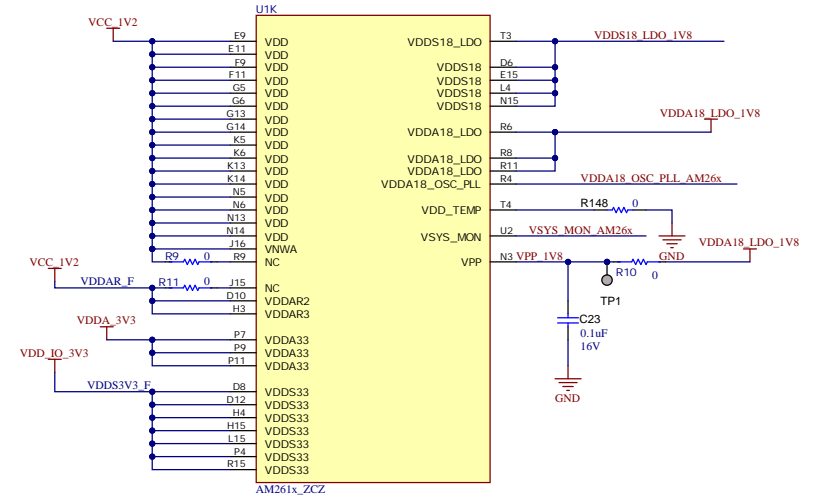 U1K
VCC_1V2
E9 VDD
E11 VDD
F9 VDD
F11 VDD
G5 VDD
G6 VDD
G13 VDD
G14 VDD
K5 VDD
K6 VDD
K13 VDD
K14 VDD
N5 VDD
N6 VDD
N13 VDD
N14 VDD
J16 VNWA
R9 0 R9 NC
VCC_1V2
VDDAR_F R11 0 J15 NC
D10 VDDAR2
H3 VDDAR3
VDDA_3V3
P7 VDDA33
P9 VDDA33
P11 VDDA33
VDD_IO_3V3
VDDS3V3_F D8 VDDS33
D12 VDDS33
H4 VDDS33
H15 VDDS33
L15 VDDS33
P4 VDDS33
R15 VDDS33
VDDS18_LDO T3 VDDS18_LDO_1V8
VDDS18 D6
VDDS18 E15
VDDS18 L4
VDDS18 N15
VDDA18_LDO_1V8
VDDA18_LDO R6
VDDA18_LDO R8
VDDA18_LDO R11
VDDA18_OSC_PLL R4 VDDA18_OSC_PLL_AM26x
VDD_TEMP T4 R148 0
GND
VSYS_MON U2 VSYS_MON_AM26x
VDDA18_LDO_1V8
VPP N3 VPP_1V8
R10 0
TP1
C23
0.1uF
16V
GND
AM261x_ZCZ